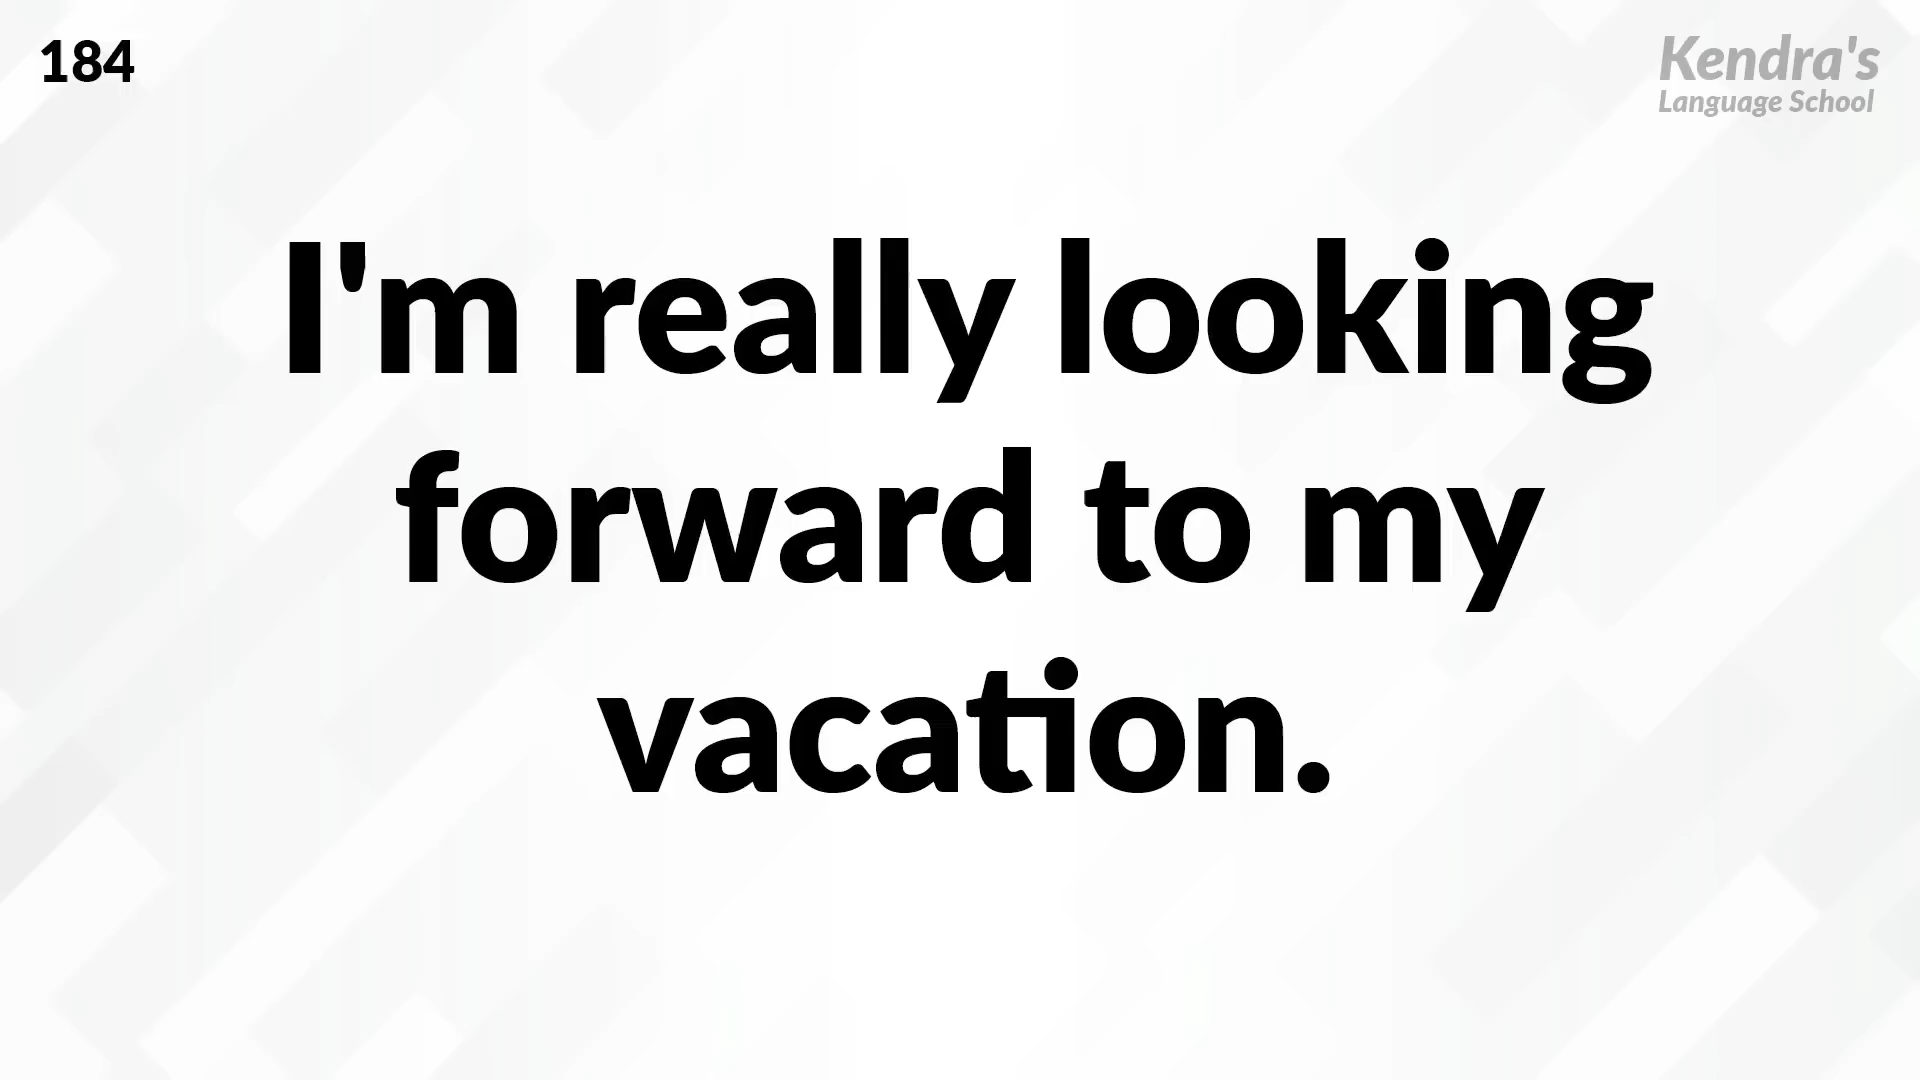 184
Kendra's
Language School
I'm really looking
forward to my
vacation.